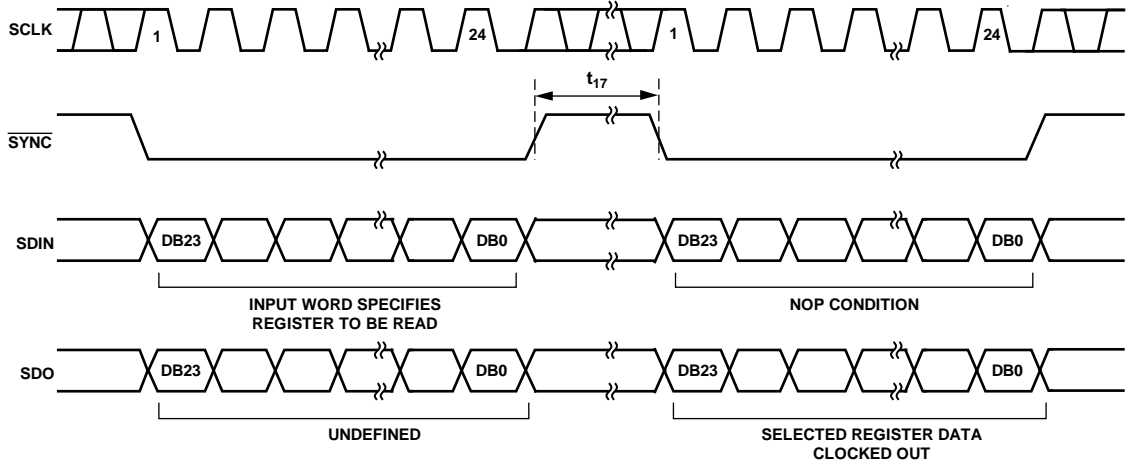 SCLK
1
24
1
24
t17
SYNC
SDIN
DB23
DB0
DB23
DB0
INPUT WORD SPECIFIES
REGISTER TO BE READ
NOP CONDITION
SDO
DB23
DB0
DB23
DB0
UNDEFINED
SELECTED REGISTER DATA
CLOCKED OUT